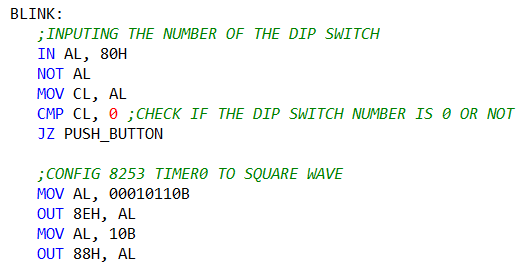 BLINK:
;INPUTING THE NUMBER OF THE DIP SWITCH
IN AL, 80H
NOT AL
MOV CL, AL
CMP CL, 0 ;CHECK IF THE DIP SWITCH NUMBER IS 0 OR NOT
JZ PUSH_BUTTON
;CONFIG 8253 TIMER0 TO SQUARE WAVE
MOV AL, 00010110B
OUT 8EH, AL
MOV AL, 10B
OUT 88H, AL